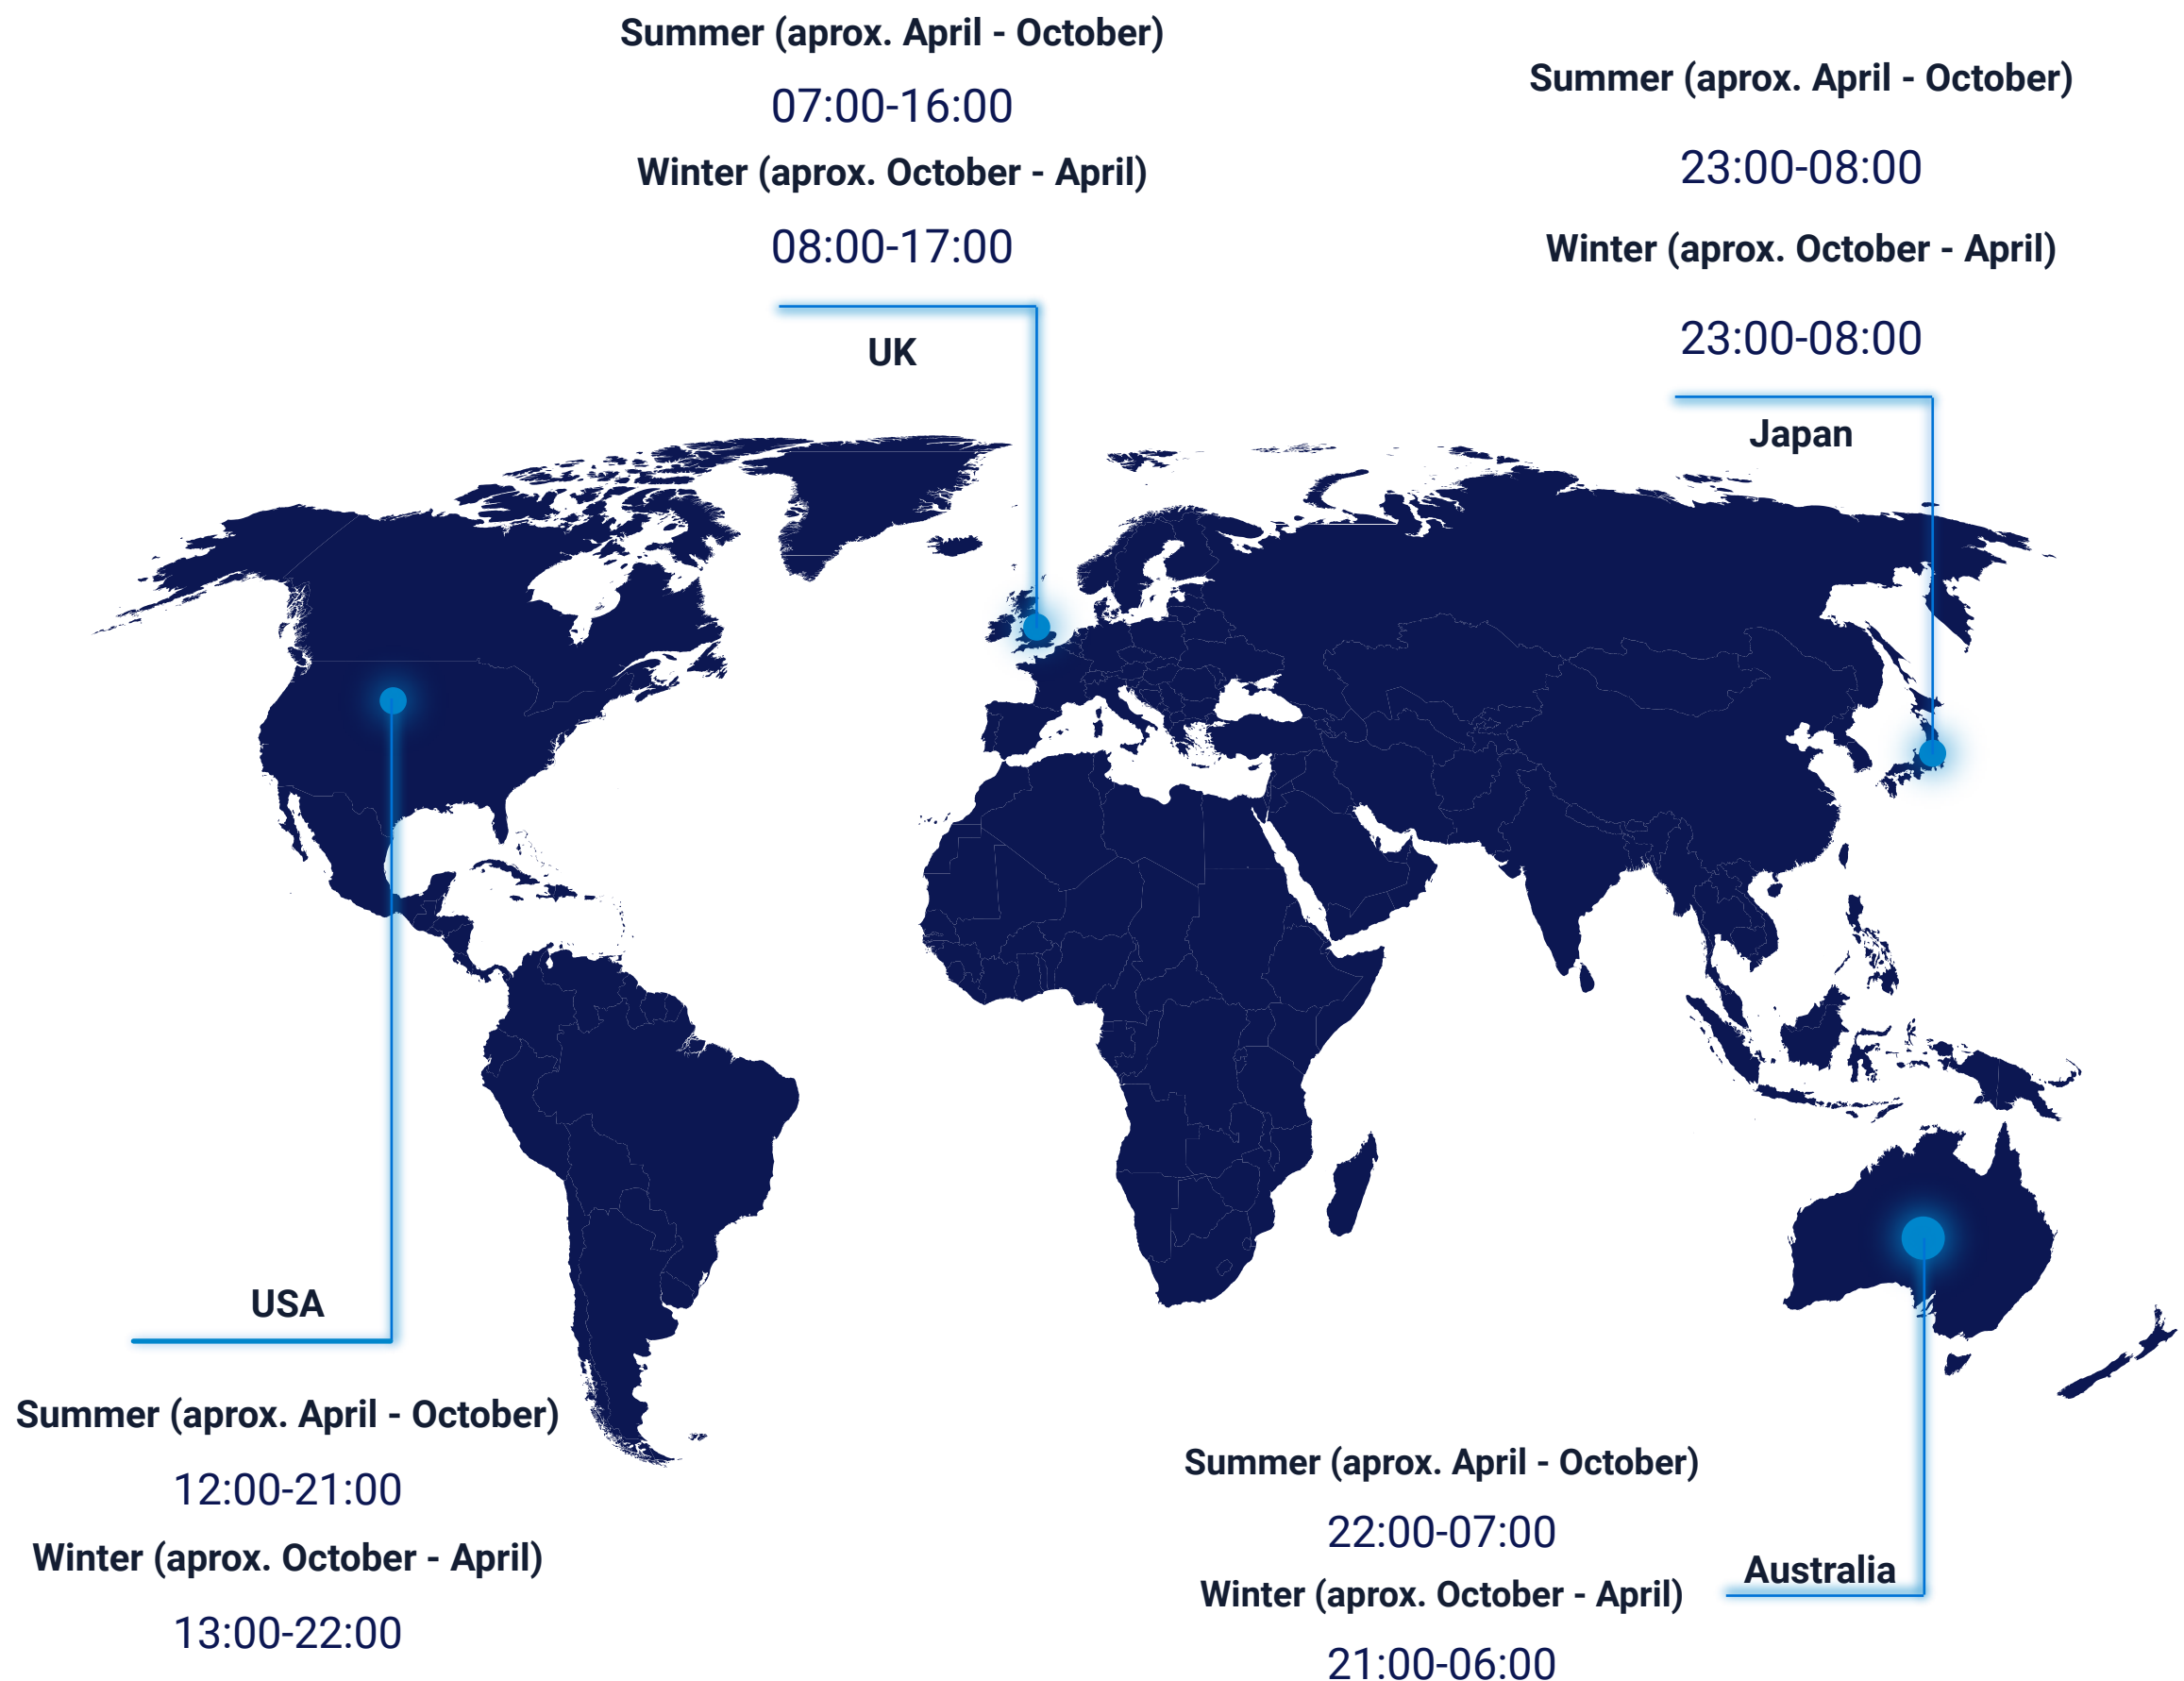 Summer (aprox. April - October)
07:00-16:00
Winter (aprox. October - April)
08:00-17:00
UK
Summer (aprox. April - October)
23:00-08:00
Winter (aprox. October - April)
23:00-08:00
Japan
USA
Summer (aprox. April - October)
12:00-21:00
Winter (aprox. October - April)
13:00-22:00
Summer (aprox. April - October)
22:00-07:00
Winter (aprox. October - April)
21:00-06:00
Australia